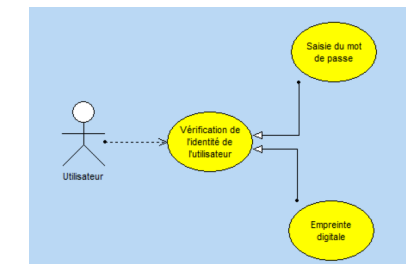 Saisie du mot
de passe
Vérification de
l'identité de
l'utilisateur
Utilisateur
Empreinte
digitale